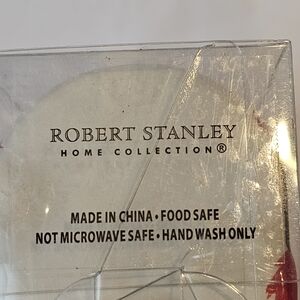 ROBERT STANLEY
HOME COLLECTION®
MADE IN CHINA • FOOD SAFE
NOT MICROWAVE SAFE • HAND WASH ONLY